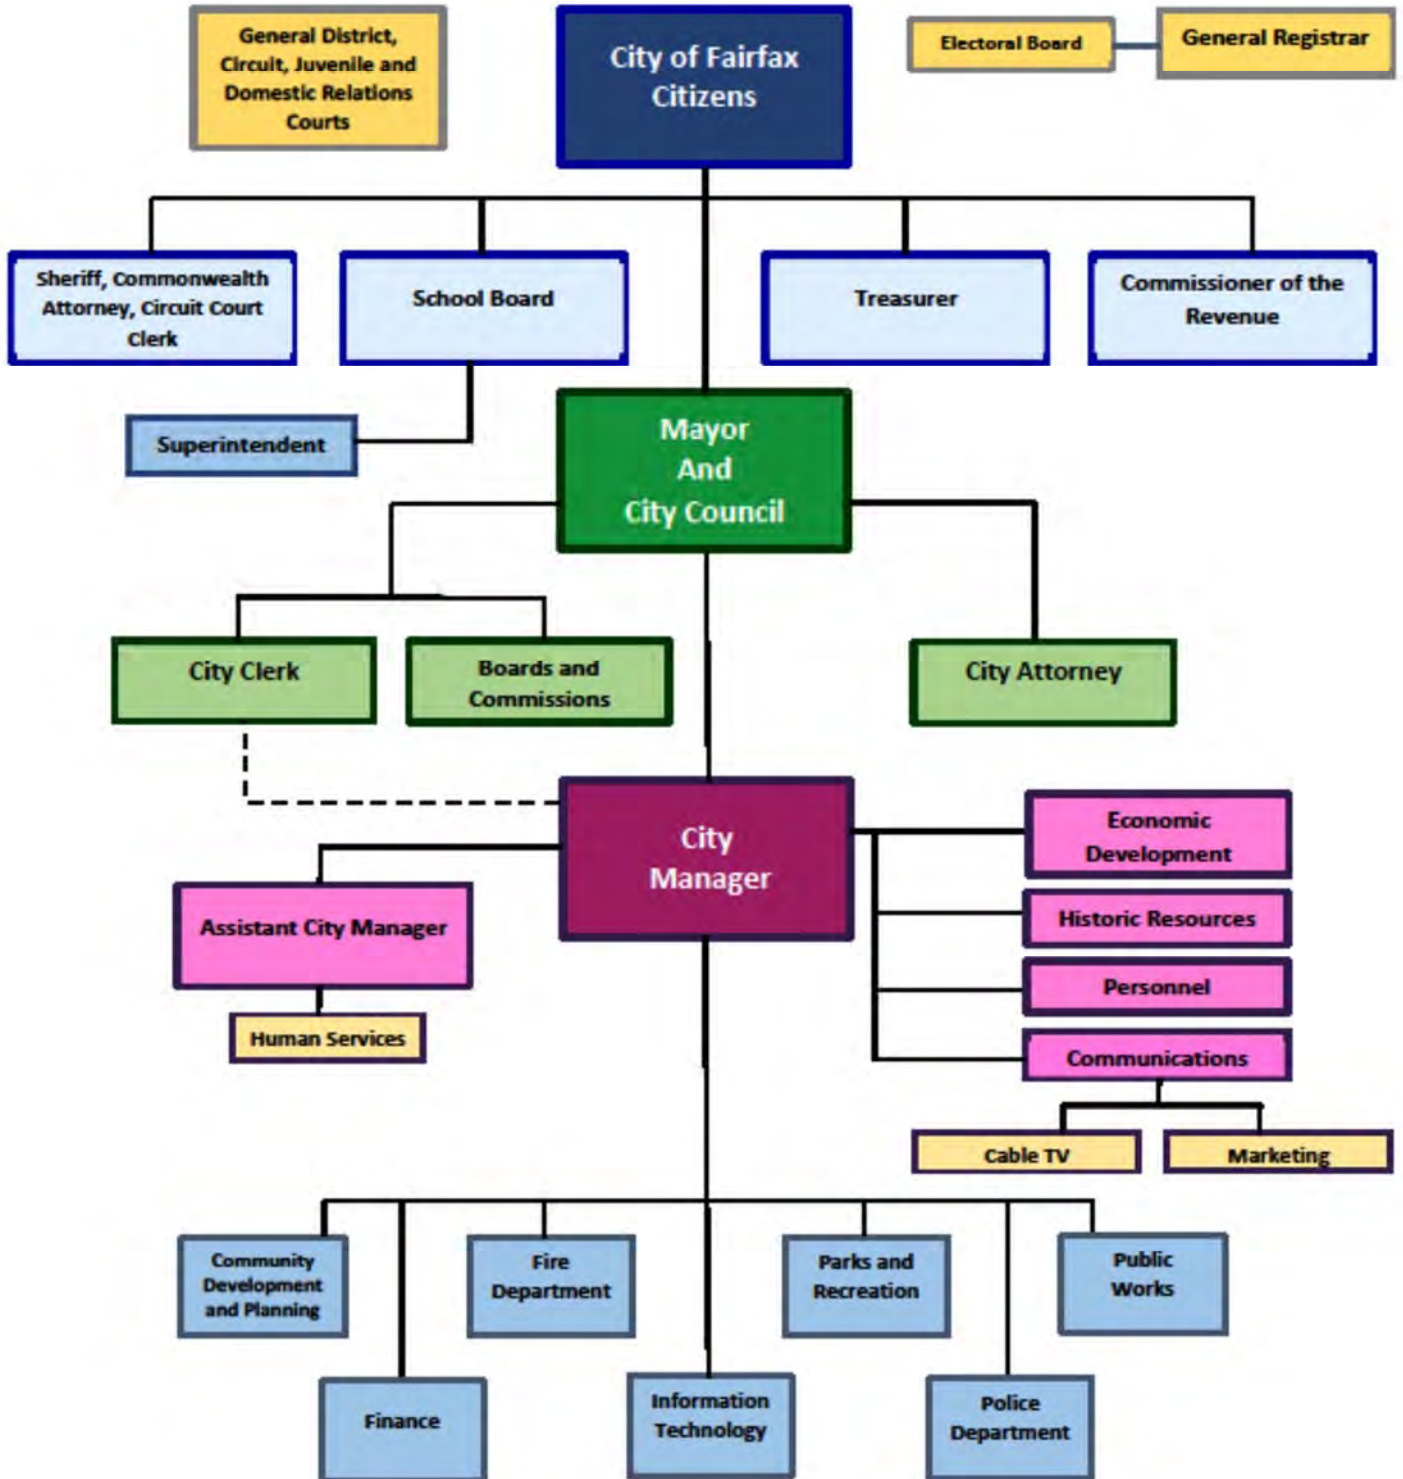 General District,
Circuit, Juvenile and
Domestic Relations
Courts
City of Fairfax
Citizens
Electoral Board
General Registrar
Sheriff, Commonwealth
Attorney, Circuit Court
Clerk
School Board
Treasurer
Commissioner of the
Revenue
Superintendent
Mayor
And
City Council
City Clerk
Boards and
Commissions
City Attorney
City
Manager
Economic
Development
Historic Resources
Personnel
Communications
Assistant City Manager
Human Services
Cable TV
Marketing
Community
Development
and Planning
Fire
Department
Parks and
Recreation
Public
Works
Finance
Information
Technology
Police
Department